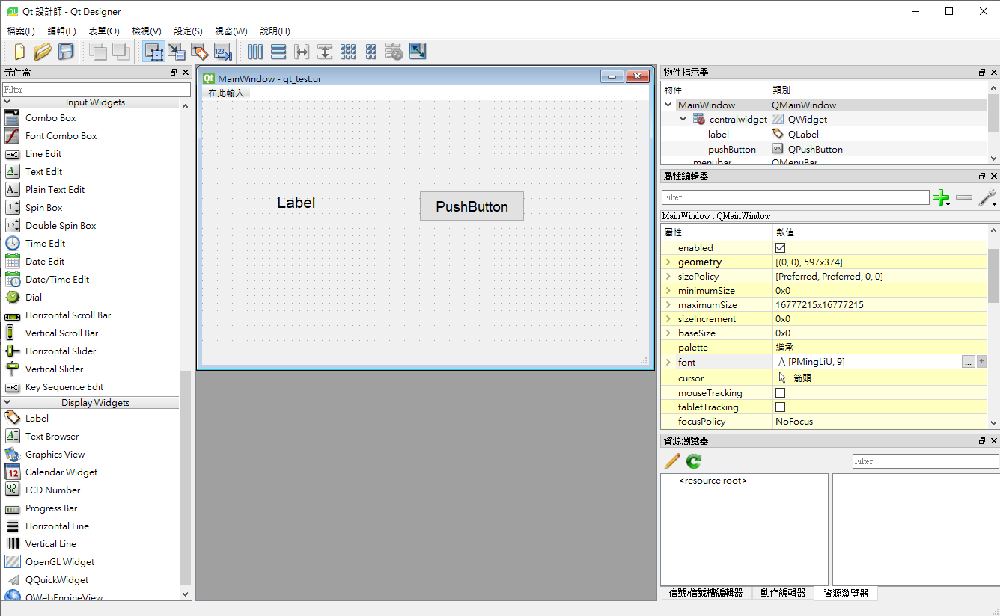 Qt 設計師 - Qt Designer
檔案(F) 編輯(E) 表單(O) 檢視(V) 設定(S) 視窗(W) 說明(H)
元件盒
Filter
Input Widgets
Combo Box
Font Combo Box
Line Edit
Text Edit
Plain Text Edit
Spin Box
Double Spin Box
Time Edit
Date Edit
Date/Time Edit
Dial
Horizontal Scroll Bar
Vertical Scroll Bar
Horizontal Slider
Vertical Slider
Key Sequence Edit
Display Widgets
Label
Text Browser
Graphics View
Calendar Widget
LCD Number
Progress Bar
Horizontal Line
Vertical Line
OpenGL Widget
QQuickWidget
QWebEngineView
MainWindow - qt_test.ui
在此輸入
Label
PushButton
物件指示器
物件 類別
MainWindow QMainWindow
centralwidget QWidget
label QLabel
pushButton QPushButton
menubar QMenuBar
屬性編輯器
Filter
MainWindow : QMainWindow
屬性 數值
enabled
geometry [(0, 0), 597x374]
sizePolicy [Preferred, Preferred, 0, 0]
minimumSize 0x0
maximumSize 16777215x16777215
sizeIncrement 0x0
baseSize 0x0
palette 繼承
font A [PMingLiU, 9] ...
cursor 箭頭
mouseTracking
tabletTracking
focusPolicy NoFocus
資源瀏覽器
Filter
<resource root>
信號/信號槽編輯器 動作編輯器 資源瀏覽器